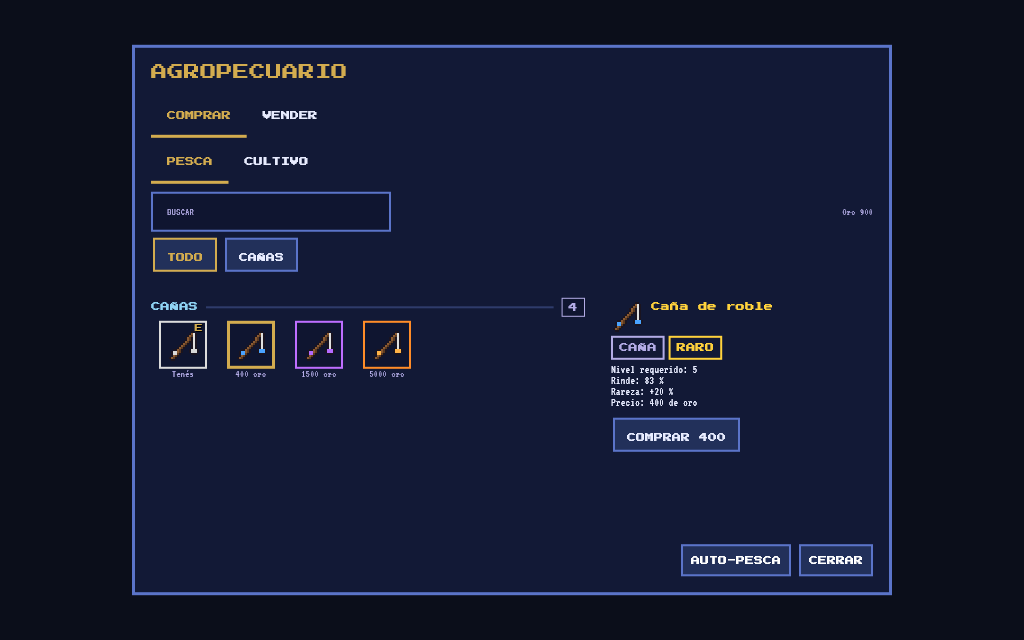 AGROPECUARIO
COMPRAR VENDER
PESCA CULTIVO
BUSCAR
Oro 900
TODO CAÑAS
CAÑAS 4
E
Tenés 400 oro 1500 oro 5000 oro
Caña de roble
CAÑA RARO
Nivel requerido: 5
Rinde: 83 %
Rareza: +20 %
Precio: 400 de oro
COMPRAR 400
AUTO-PESCA CERRAR